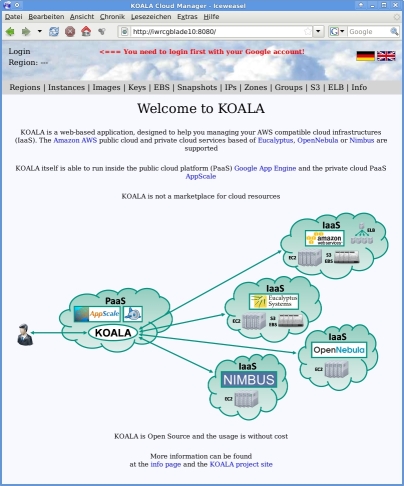 KOALA Cloud Manager - Iceweasel
Datei Bearbeiten Ansicht Chronik Lesezeichen Extras Hilfe
http://iwrcgblade10:8080/
Google
Login
<=== You need to login first with your Google account!
Region: ---
Regions | Instances | Images | Keys | EBS | Snapshots | IPs | Zones | Groups | S3 | ELB | Info
Welcome to KOALA
KOALA is a web-based application, designed to help you managing your AWS compatible cloud infrastructures
(IaaS). The Amazon AWS public cloud and private cloud services based of Eucalyptus, OpenNebula or Nimbus are
supported
KOALA itself is able to run inside the public cloud platform (PaaS) Google App Engine and the private cloud PaaS
AppScale
KOALA is not a marketplace for cloud resources
IaaS
amazon
webservices
ELB
EC2
S3
EBS
IaaS
Eucalyptus
Systems
EC2
S3
EBS
PaaS
AppScale
KOALA
IaaS
OpenNebula
EC2
IaaS
NIMBUS
EC2
KOALA is Open Source and the usage is without cost
More information can be found
at the info page and the KOALA project site